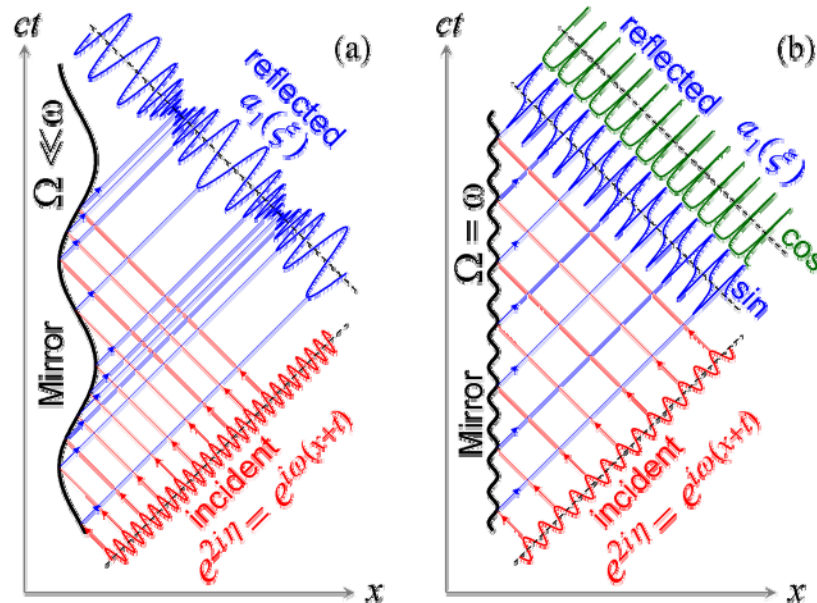 ct
(a)
Ω ≪ ω
reflected
a₁(ξ)
Mirror
incident
e^{2iη} = e^{iω(x+t)}
x
ct
(b)
Ω = ω
reflected a₁(ξ)
cos
sin
Mirror
incident
e^{2iη} = e^{iω(x+t)}
x